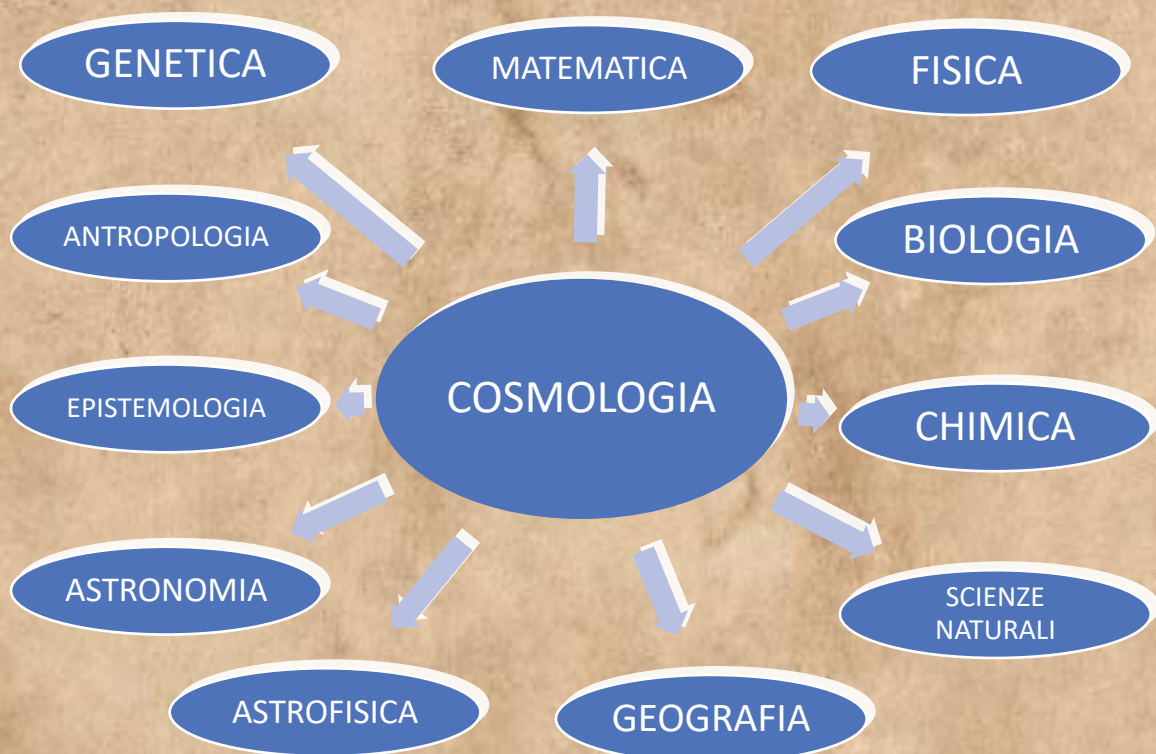 GENETICA
MATEMATICA
FISICA
ANTROPOLOGIA
BIOLOGIA
COSMOLOGIA
EPISTEMOLOGIA
CHIMICA
ASTRONOMIA
SCIENZE
NATURALI
ASTROFISICA
GEOGRAFIA